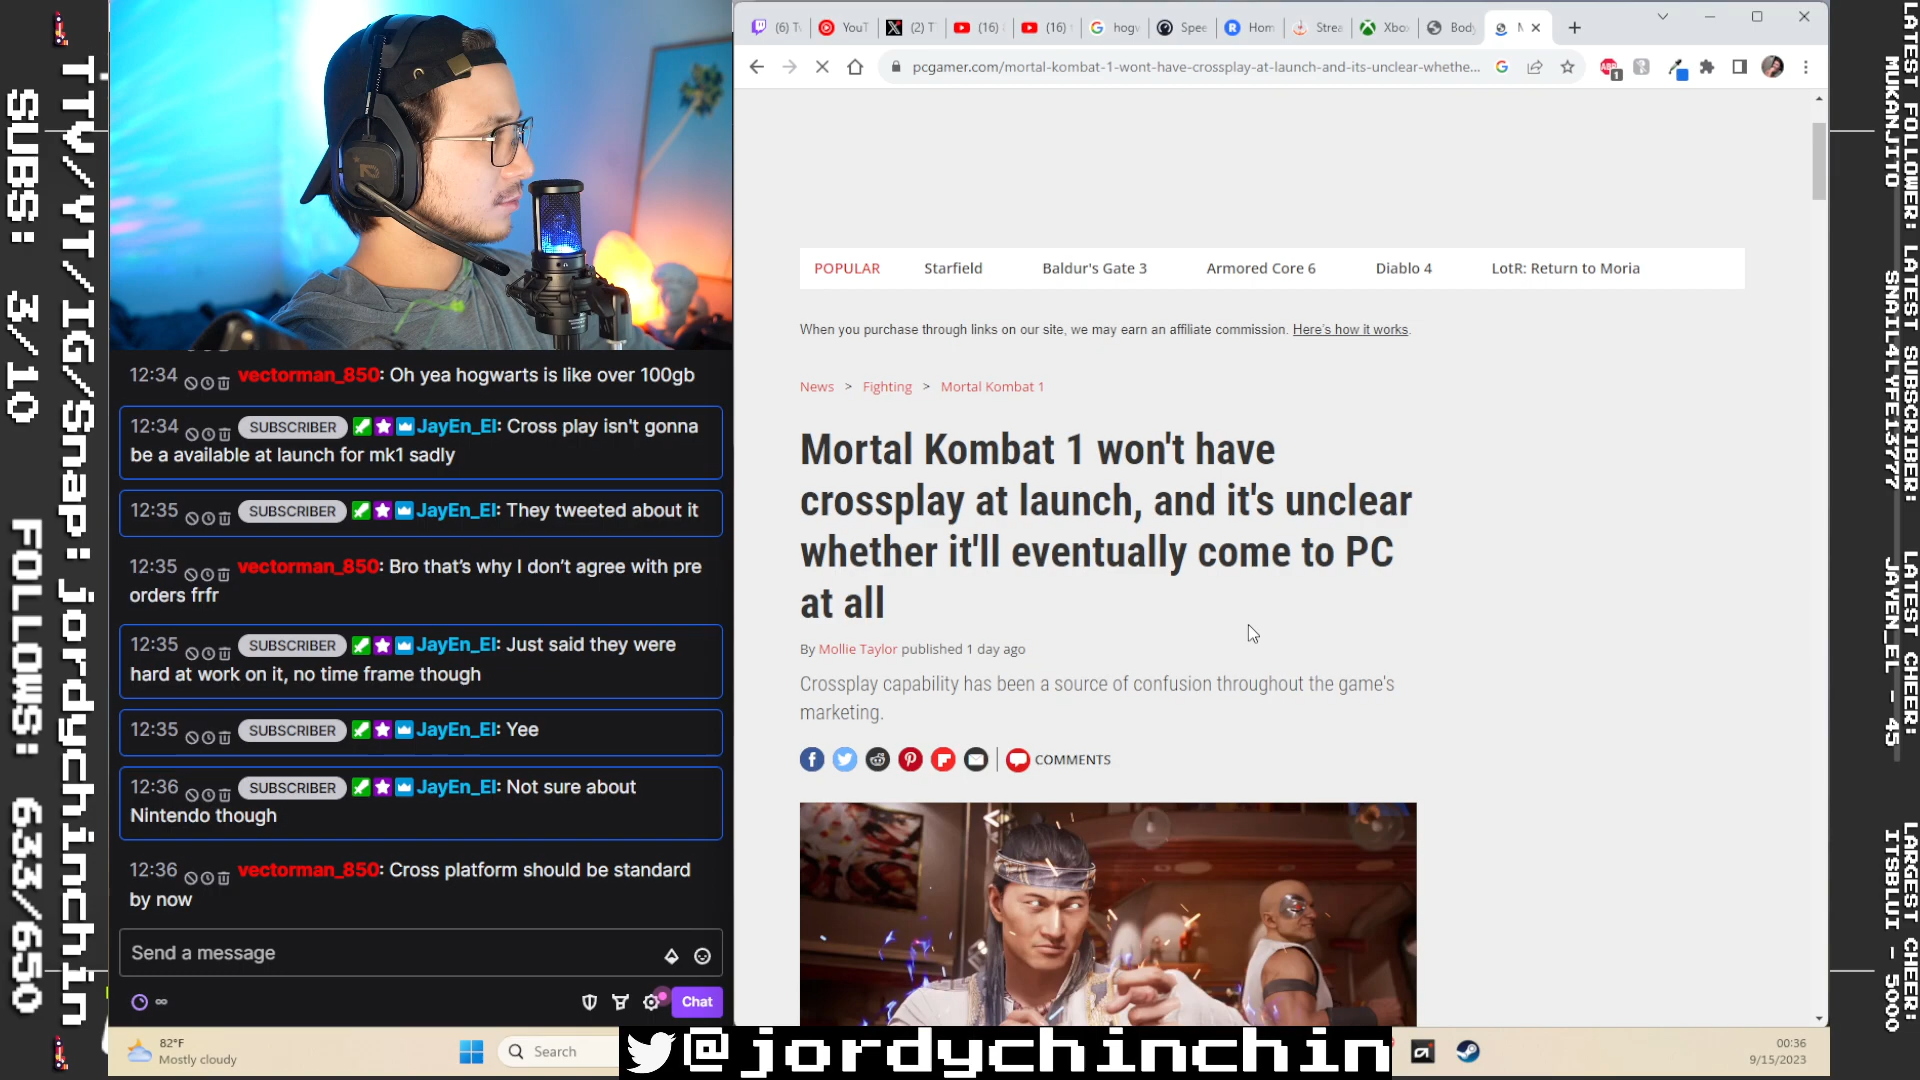 TTV/YT/IG/Snap: jordychinchin
SUBS: 3/10
FOLLOWS: 633/650
12:34 vectorman_850: Oh yea hogwarts is like over 100gb
12:34 SUBSCRIBER JayEn_El: Cross play isn't gonna
be a available at launch for mk1 sadly
12:35 SUBSCRIBER JayEn_El: They tweeted about it
12:35 vectorman_850: Bro that's why I don't agree with pre
orders frfr
12:35 SUBSCRIBER JayEn_El: Just said they were
hard at work on it, no time frame though
12:35 SUBSCRIBER JayEn_El: Yee
12:36 SUBSCRIBER JayEn_El: Not sure about
Nintendo though
12:36 vectorman_850: Cross platform should be standard
by now
Send a message
Chat
(6) T
YouT
(2) T
(16)
(16)
hogw
Spee
Hom
Strea
Xbo
Body
pcgamer.com/mortal-kombat-1-wont-have-crossplay-at-launch-and-its-unclear-whethe...
POPULAR Starfield Baldur's Gate 3 Armored Core 6 Diablo 4 LotR: Return to Moria
When you purchase through links on our site, we may earn an affiliate commission. Here's how it works.
News > Fighting > Mortal Kombat 1
Mortal Kombat 1 won't have
crossplay at launch, and it's unclear
whether it'll eventually come to PC
at all
By Mollie Taylor published 1 day ago
Crossplay capability has been a source of confusion throughout the game's
marketing.
COMMENTS
82°F
Mostly cloudy
Search
@jordychinchin
00:36
9/15/2023
LATEST FOLLOWER:
MUKANJITO
LATEST SUBSCRIBER:
SNAIL4LYFE13777
LATEST CHEER:
JAYEN_EL - 45
LARGEST CHEER:
ITSBLUI - 5000